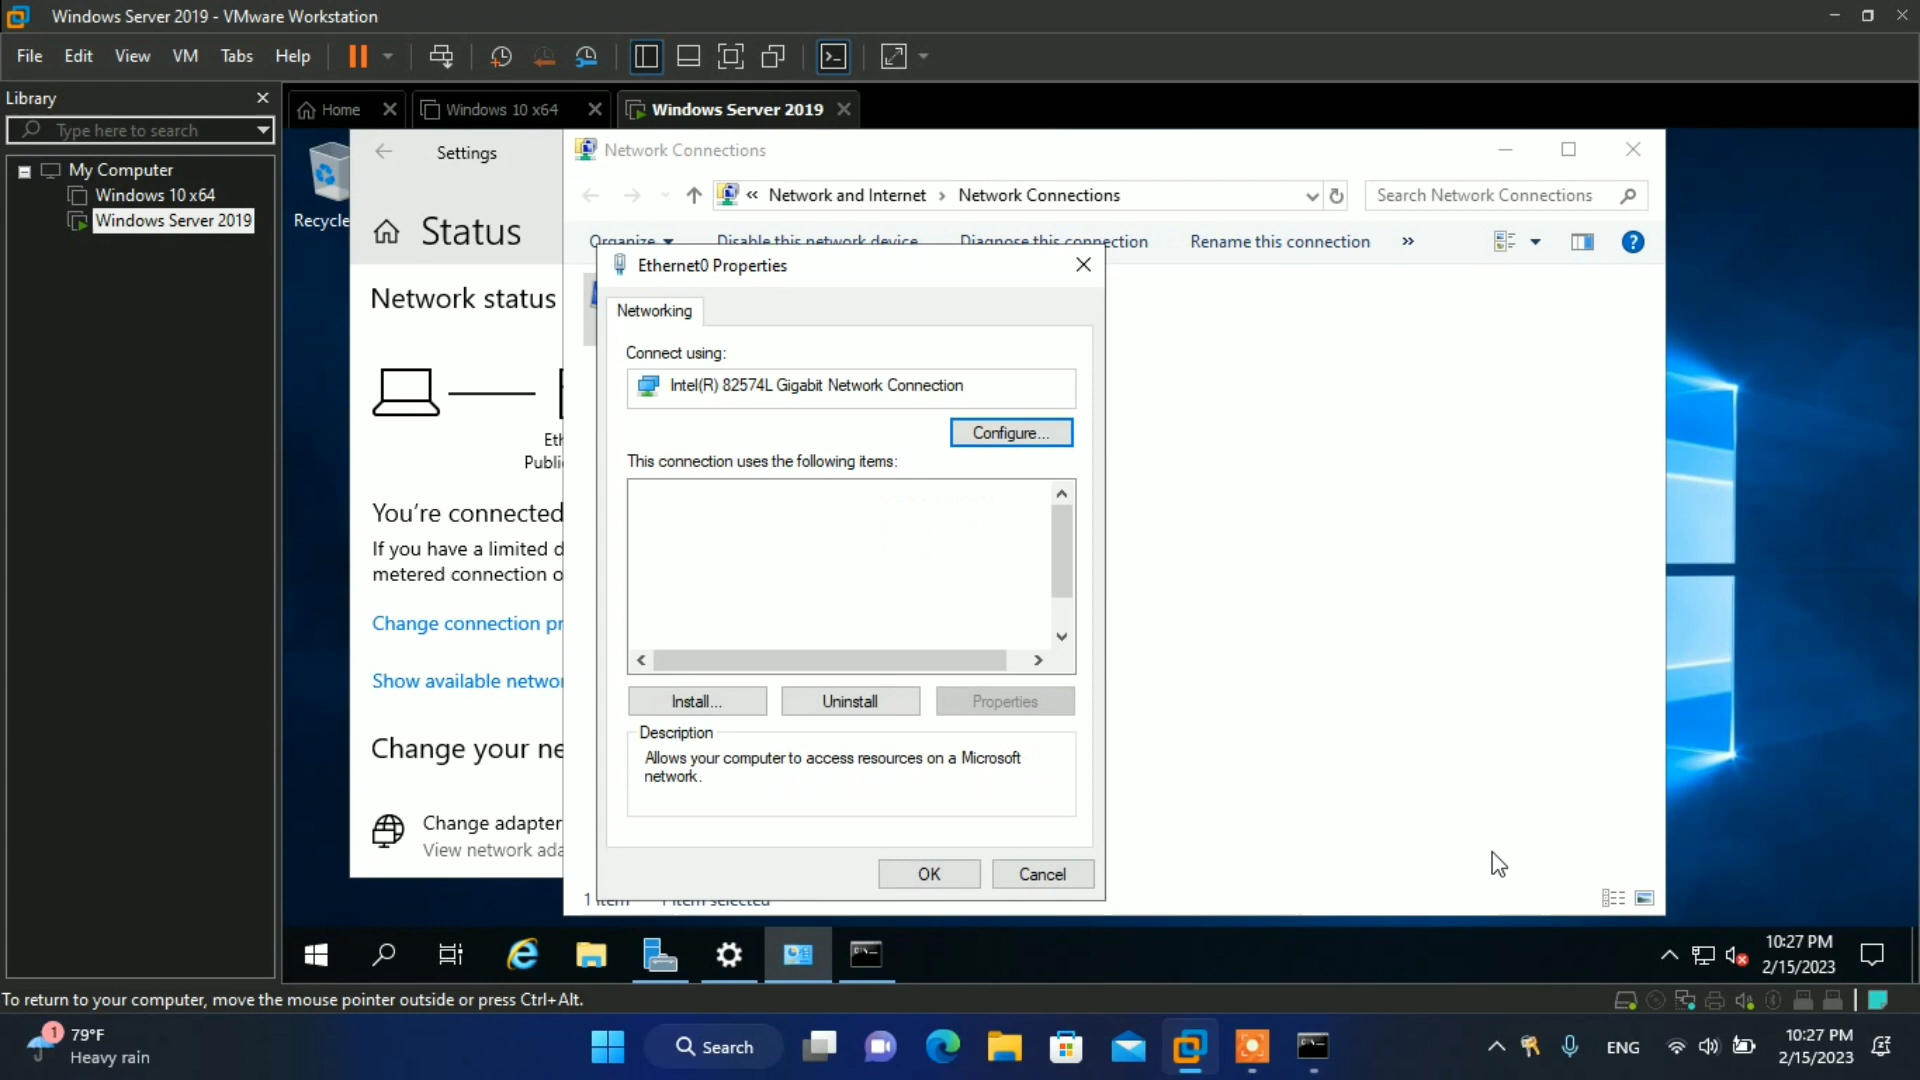 Windows Server 2019 - VMware Workstation
File Edit View VM Tabs Help
Library
Type here to search
My Computer
Windows 10 x64
Windows Server 2019
Home
Windows 10 x64
Windows Server 2019
Recycle
Settings
Status
Network status
You're connected
If you have a limited d
metered connection o
Change connection pr
Show available networ
Change your ne
Change adapter
View network ada
Network Connections
« Network and Internet › Network Connections
Search Network Connections
Organize
Disable this network device
Diagnose this connection
Rename this connection
»
Eth
Publi
Ethernet0 Properties
Networking
Connect using:
Intel(R) 82574L Gigabit Network Connection
Configure...
This connection uses the following items:
Install...
Uninstall
Properties
Description
Allows your computer to access resources on a Microsoft
network.
OK
Cancel
1 item
1 item selected
10:27 PM
2/15/2023
To return to your computer, move the mouse pointer outside or press Ctrl+Alt.
1
79°F
Heavy rain
Search
ENG
10:27 PM
2/15/2023